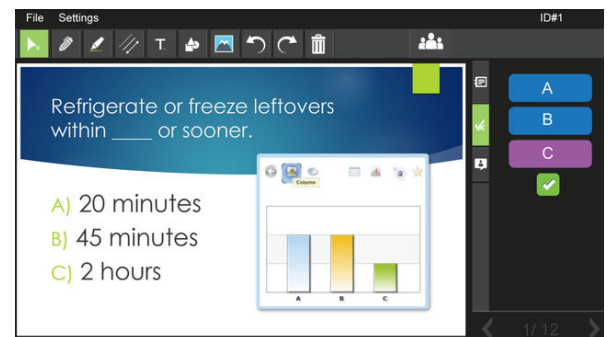 File Settings ID#1
T
Refrigerate or freeze leftovers
within ____ or sooner.
A) 20 minutes
B) 45 minutes
C) 2 hours
Column
A B C
A
B
C
1/ 12